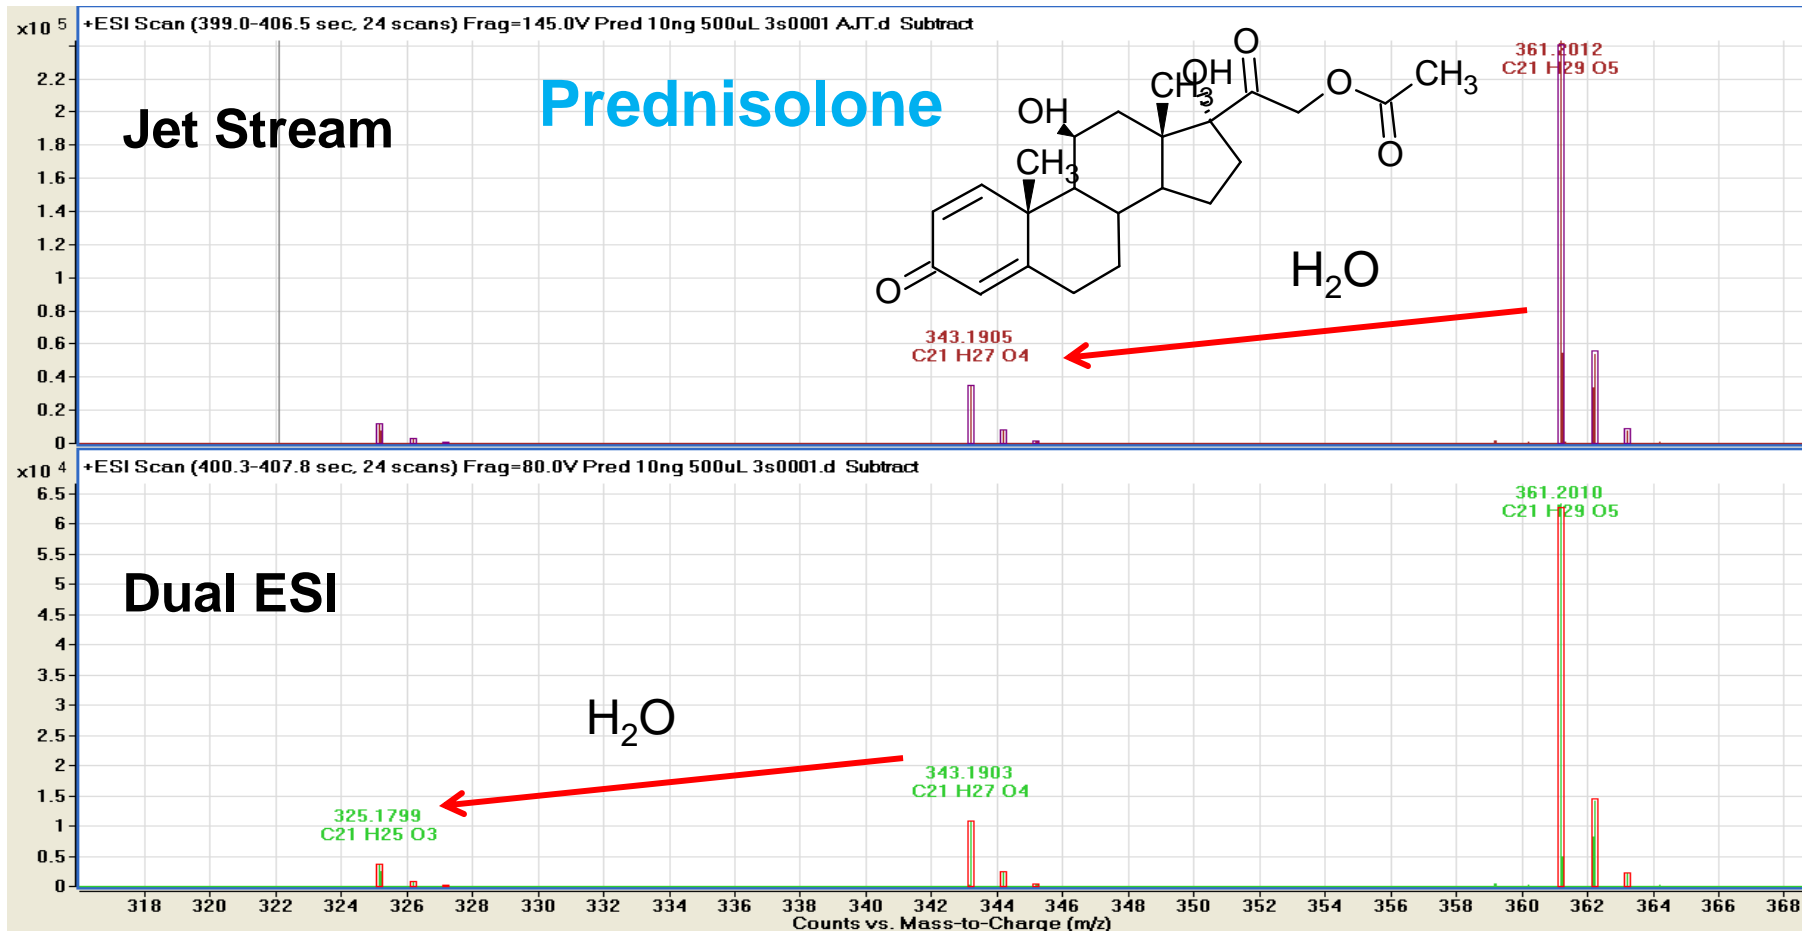 x10 5
+ESI Scan (399.0-406.5 sec, 24 scans) Frag=145.0V Pred 10ng 500uL 3s0001 AJT.d Subtract
Jet Stream
Prednisolone
361.2012
C21 H29 O5
O
OH
CH3
O
CH3
OH
CH3
O
O
H2O
343.1905
C21 H27 O4
2.2
2
1.8
1.6
1.4
1.2
1
0.8
0.6
0.4
0.2
0
x10 4
+ESI Scan (400.3-407.8 sec, 24 scans) Frag=80.0V Pred 10ng 500uL 3s0001.d Subtract
Dual ESI
361.2010
C21 H29 O5
H2O
343.1903
C21 H27 O4
325.1799
C21 H25 O3
6.5
6
5.5
5
4.5
4
3.5
3
2.5
2
1.5
1
0.5
0
318 320 322 324 326 328 330 332 334 336 338 340 342 344 346 348 350 352 354 356 358 360 362 364 366 368
Counts vs. Mass-to-Charge (m/z)